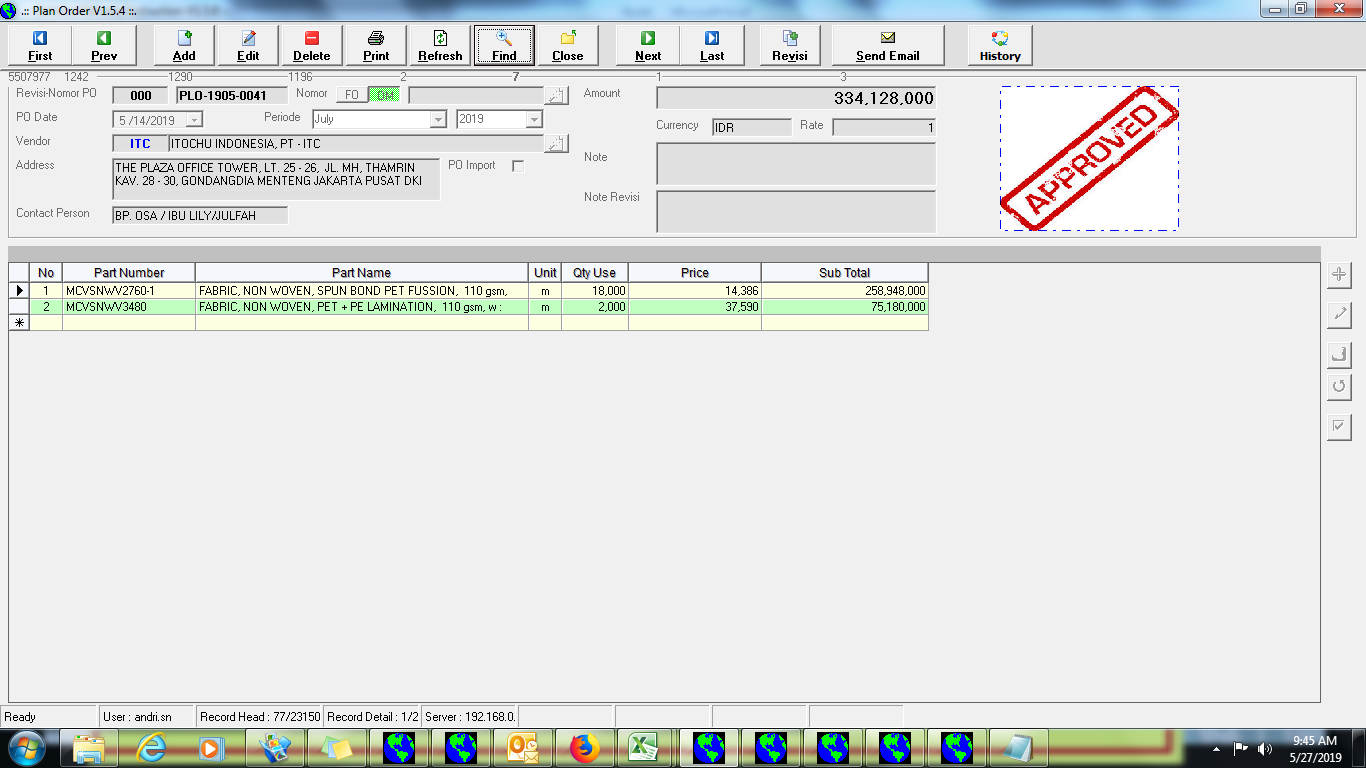 .:: Plan Order V1.5.4 ::.
First Prev Add Edit Delete Print Refresh Find Close Next Last Revisi Send Email History
5507977 1242 1290 1196 2 7 1 3
Revisi-Nomor PO 000 PLO-1905-0041 Nomor FO DM
PO Date 5 /14/2019 Periode July 2019
Vendor ITC ITOCHU INDONESIA, PT - ITC
Address THE PLAZA OFFICE TOWER, LT. 25 - 26, JL. MH, THAMRIN
KAV. 28 - 30, GONDANGDIA MENTENG JAKARTA PUSAT DKI
PO Import
Contact Person BP. OSA / IBU LILY/JULFAH
Amount 334,128,000
Currency IDR Rate 1
Note
Note Revisi
APPROVED
No Part Number Part Name Unit Qty Use Price Sub Total
1 MCVSNWV2760-1 FABRIC, NON WOVEN, SPUN BOND PET FUSSION, 110 gsm, m 18,000 14,386 258,948,000
2 MCVSNWV3480 FABRIC, NON WOVEN, PET + PE LAMINATION, 110 gsm, w : m 2,000 37,590 75,180,000
Ready User : andri.sn Record Head : 77/23150 Record Detail : 1/2 Server : 192.168.0.
9:45 AM
5/27/2019